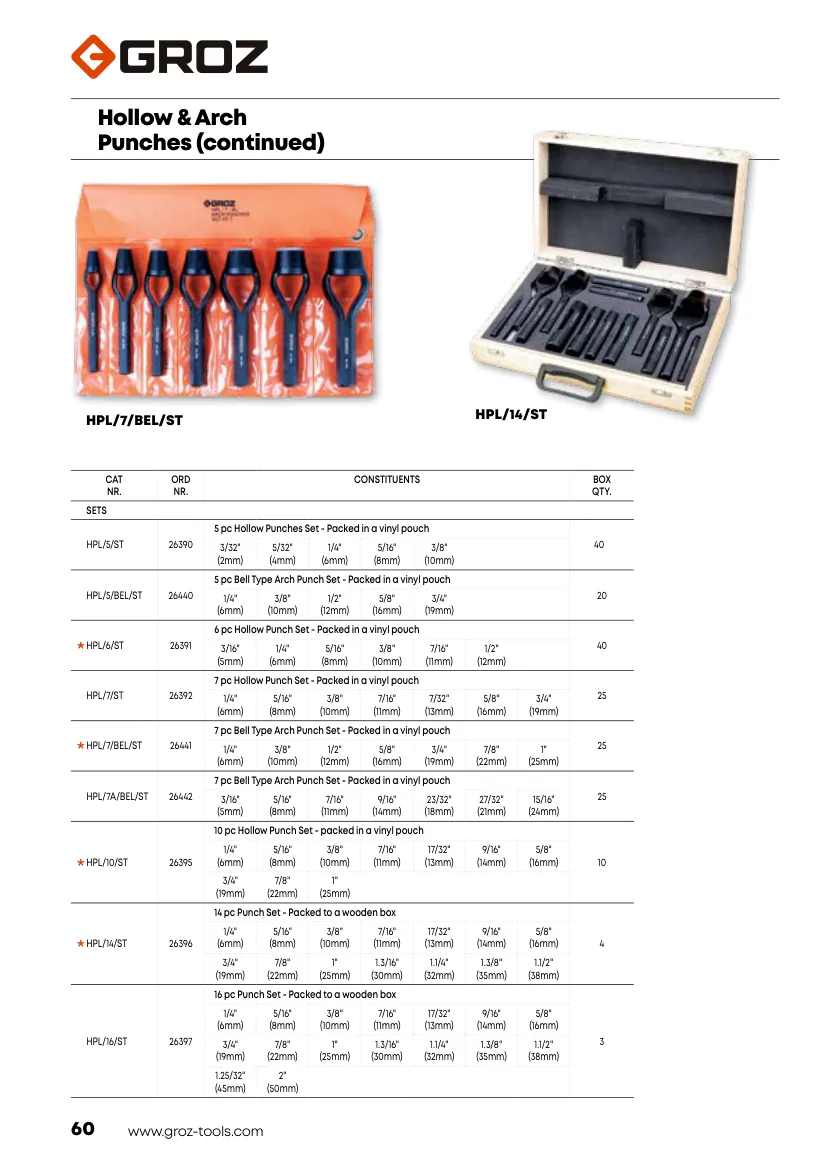 GROZ
Hollow & Arch
Punches (continued)
GROZ
HPL/7/BEL/ST
HPL/14/ST
CAT NR. ORD NR. CONSTITUENTS BOX QTY.
SETS
5 pc Hollow Punches Set - Packed in a vinyl pouch
HPL/5/ST 26390 3/32" 5/32" 1/4" 5/16" 3/8" 40
(2mm) (4mm) (6mm) (8mm) (10mm)
5 pc Bell Type Arch Punch Set - Packed in a vinyl pouch
HPL/5/BEL/ST 26440 1/4" 3/8" 1/2" 5/8" 3/4" 20
(6mm) (10mm) (12mm) (16mm) (19mm)
6 pc Hollow Punch Set - Packed in a vinyl pouch
* HPL/6/ST 26391 3/16" 1/4" 5/16" 3/8" 7/16" 1/2" 40
(5mm) (6mm) (8mm) (10mm) (11mm) (12mm)
7 pc Hollow Punch Set - Packed in a vinyl pouch
HPL/7/ST 26392 1/4" 5/16" 3/8" 7/16" 7/32" 5/8" 3/4" 25
(6mm) (8mm) (10mm) (11mm) (13mm) (16mm) (19mm)
7 pc Bell Type Arch Punch Set - Packed in a vinyl pouch
* HPL/7/BEL/ST 26441 1/4" 3/8" 1/2" 5/8" 3/4" 7/8" 1" 25
(6mm) (10mm) (12mm) (16mm) (19mm) (22mm) (25mm)
7 pc Bell Type Arch Punch Set - Packed in a vinyl pouch
HPL/7A/BEL/ST 26442 3/16" 5/16" 7/16" 9/16" 23/32" 27/32" 15/16" 25
(5mm) (8mm) (11mm) (14mm) (18mm) (21mm) (24mm)
10 pc Hollow Punch Set - packed in a vinyl pouch
1/4" 5/16" 3/8" 7/16" 17/32" 9/16" 5/8"
* HPL/10/ST 26395 (6mm) (8mm) (10mm) (11mm) (13mm) (14mm) (16mm) 10
3/4" 7/8" 1"
(19mm) (22mm) (25mm)
14 pc Punch Set - Packed to a wooden box
1/4" 5/16" 3/8" 7/16" 17/32" 9/16" 5/8"
* HPL/14/ST 26396 (6mm) (8mm) (10mm) (11mm) (13mm) (14mm) (16mm) 4
3/4" 7/8" 1" 1.3/16" 1.1/4" 1.3/8" 1.1/2"
(19mm) (22mm) (25mm) (30mm) (32mm) (35mm) (38mm)
16 pc Punch Set - Packed to a wooden box
1/4" 5/16" 3/8" 7/16" 17/32" 9/16" 5/8"
(6mm) (8mm) (10mm) (11mm) (13mm) (14mm) (16mm)
HPL/16/ST 26397 3/4" 7/8" 1" 1.3/16" 1.1/4" 1.3/8" 1.1/2" 3
(19mm) (22mm) (25mm) (30mm) (32mm) (35mm) (38mm)
1.25/32" 2"
(45mm) (50mm)
60 www.groz-tools.com